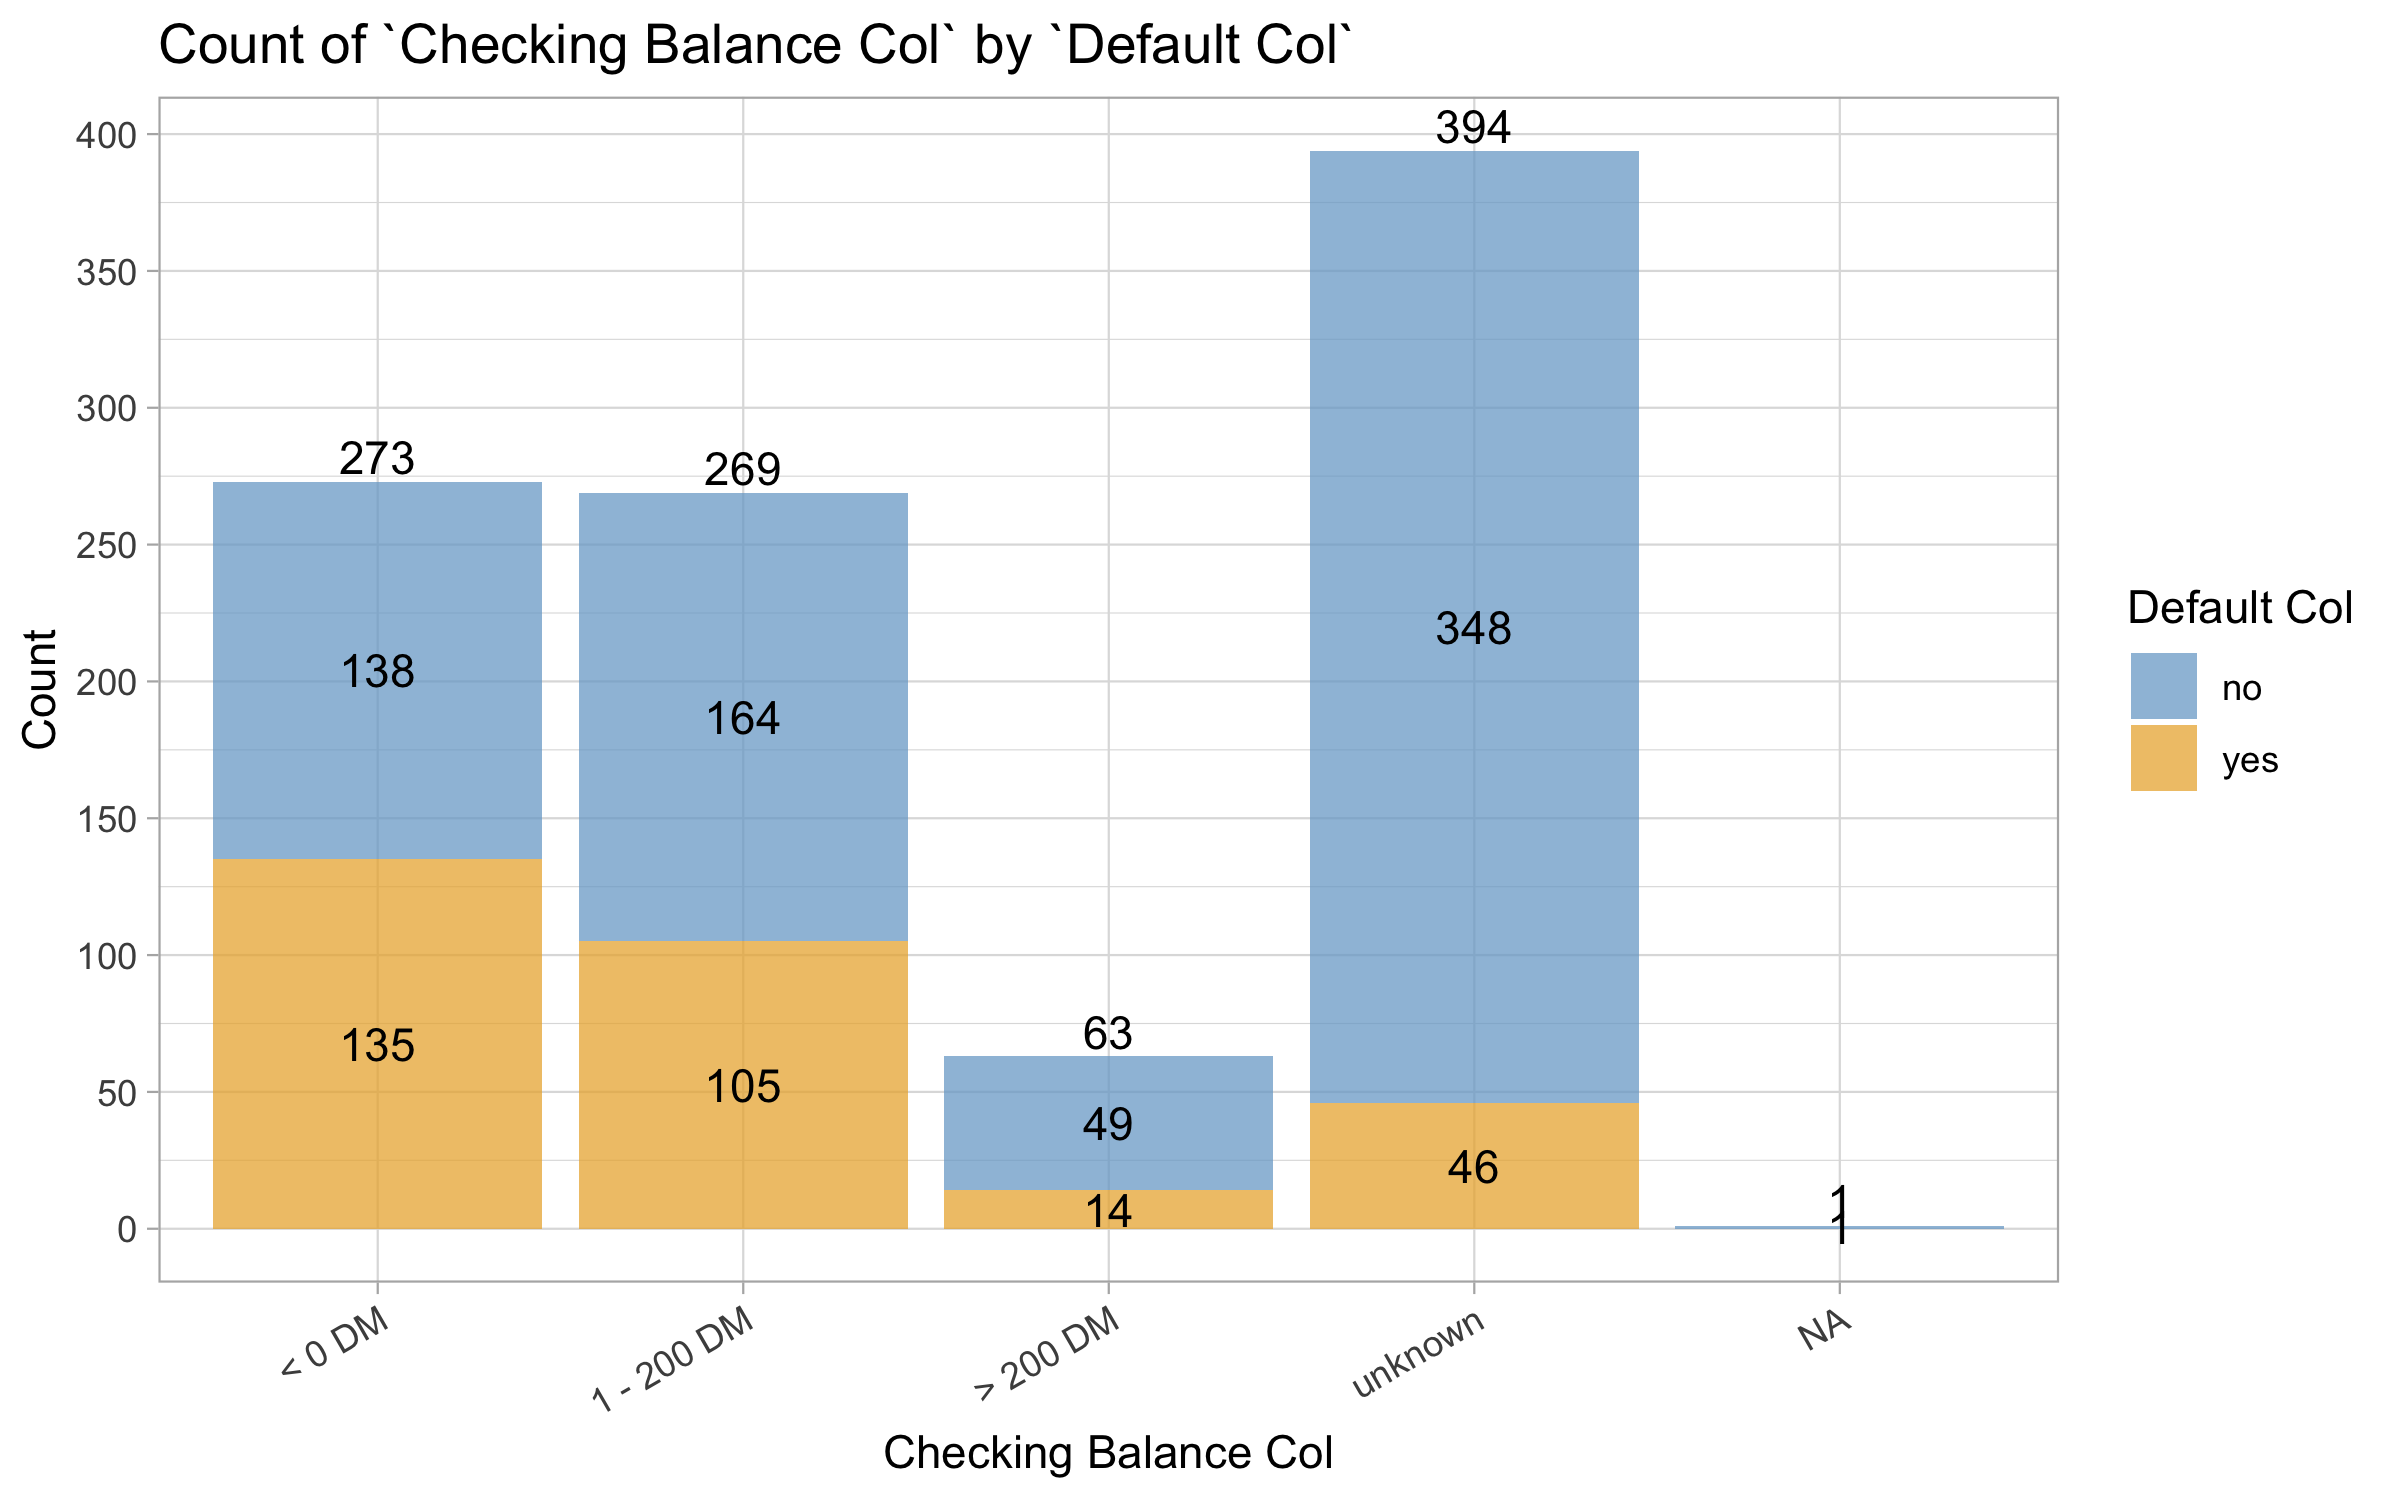 Count of `Checking Balance Col` by `Default Col`
400
350
300
250
200
150
100
50
0
Count
273
138
135
269
164
105
63
49
14
394
348
46
1
1
< 0 DM
1 - 200 DM
> 200 DM
unknown
NA
Checking Balance Col
Default Col
no
yes